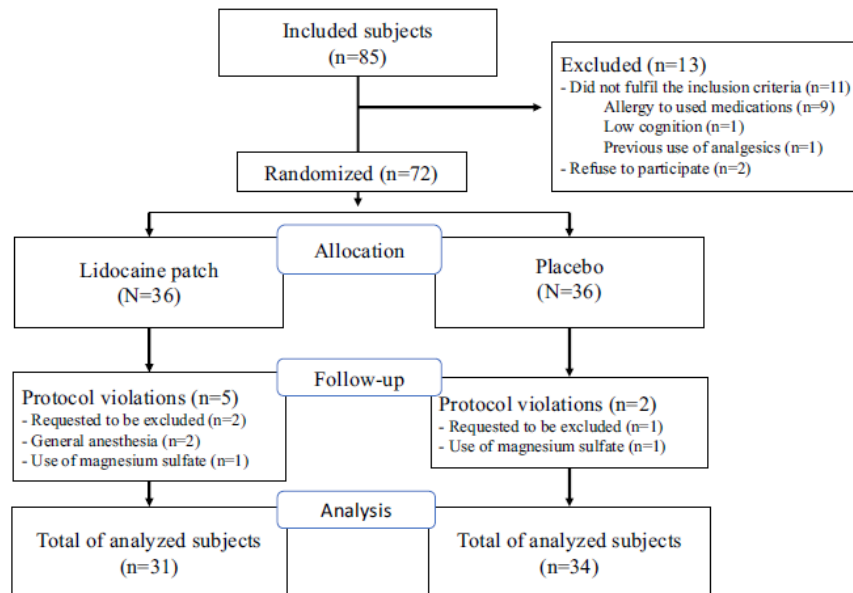 Included subjects
(n=85)
Excluded (n=13)
- Did not fulfil the inclusion criteria (n=11)
Allergy to used medications (n=9)
Low cognition (n=1)
Previous use of analgesics (n=1)
- Refuse to participate (n=2)
Randomized (n=72)
Allocation
Lidocaine patch
(N=36)
Placebo
(N=36)
Follow-up
Protocol violations (n=5)
- Requested to be excluded (n=2)
- General anesthesia (n=2)
- Use of magnesium sulfate (n=1)
Protocol violations (n=2)
- Requested to be excluded (n=1)
- Use of magnesium sulfate (n=1)
Analysis
Total of analyzed subjects
(n=31)
Total of analyzed subjects
(n=34)